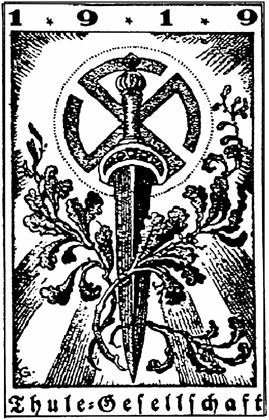 1 • 9 • 1 • 9
G
Thule-Gesellschaft